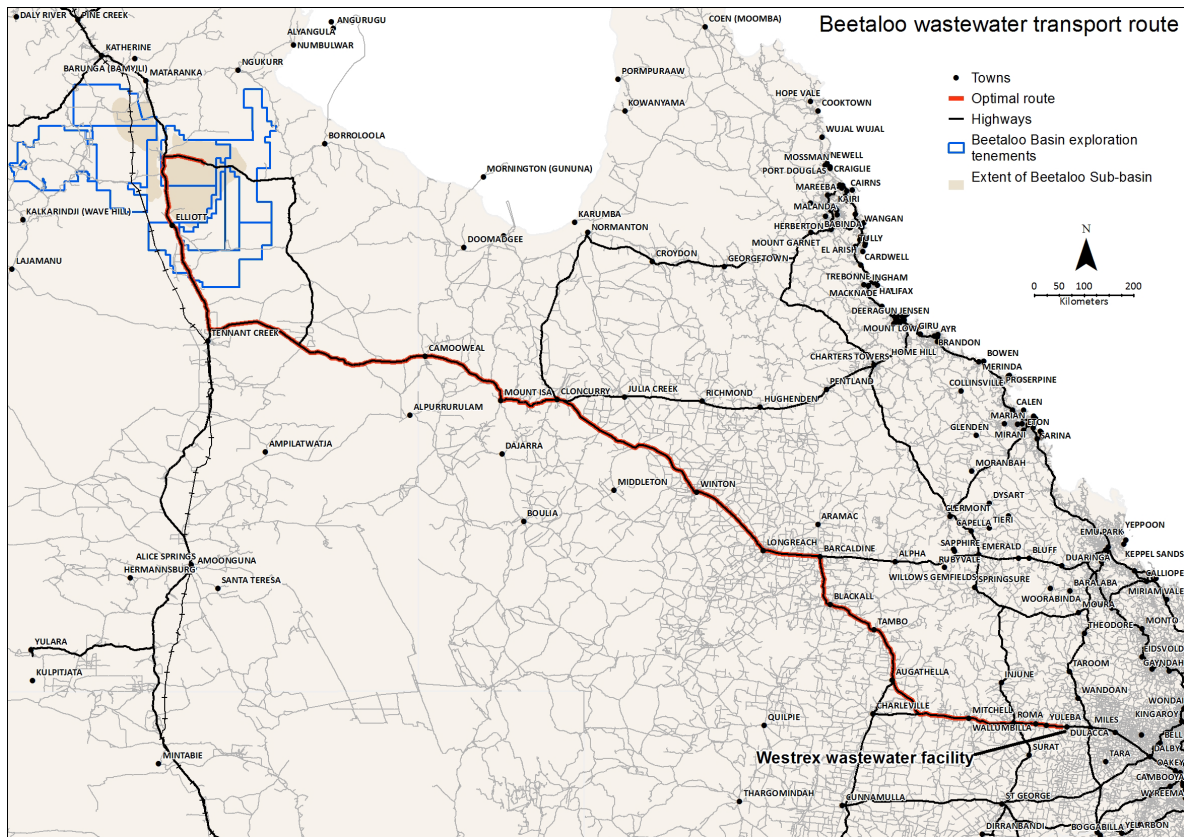 Beetaloo wastewater transport route
Towns
Optimal route
Highways
Beetaloo Basin exploration
tenements
Extent of Beetaloo Sub-basin
N
0 50 100 200
Kilometers
DALY RIVER
PINE CREEK
ANGURUGU
ALYANGULA
NUMBULWAR
COEN (MOOMBA)
KATHERINE
BARUNGA (BAMYILI)
MATARANKA
NGUKURR
PORMPURAAW
KOWANYAMA
HOPE VALE
COOKTOWN
WUJAL WUJAL
BORROLOOLA
MORNINGTON (GUNUNA)
MOSSMAN
NEWELL
PORT DOUGLAS
CRAIGLIE
MAREEBA
CAIRNS
KAIRI
MALANDA
KALKARINDJI (WAVE HILL)
ELLIOTT
KARUMBA
NORMANTON
HERBERTON
BABINDA
WANGAN
DOOMADGEE
MOUNT GARNET
TULLY
EL ARISH
CARDWELL
LAJAMANU
CROYDON
GEORGETOWN
TREBONNE
INGHAM
MACKNADE
HALIFAX
DEERAGUN
JENSEN
MOUNT LOW
GIRU
AYR
BRANDON
TENNANT CREEK
CAMOOWEAL
HOME HILL
CHARTERS TOWERS
BOWEN
MERINDA
PROSERPINE
COLLINSVILLE
MOUNT ISA
CLONCURRY
JULIA CREEK
RICHMOND
HUGHENDEN
PENTLAND
ALPURRURULAM
CALEN
MARIAN
ETON
GLENDEN
MIRANI
SARINA
AMPILATWATJA
DAJARRA
MORANBAH
MIDDLETON
WINTON
DYSART
BOULIA
ARAMAC
CLERMONT
TIERI
CAPELLA
YEPPOON
EMU PARK
LONGREACH
BARCALDINE
ALPHA
SAPPHIRE
EMERALD
BLUFF
RUBYVALE
DUARINGA
KEPPEL SANDS
ALICE SPRINGS
AMOONGUNA
HERMANNSBURG
SANTA TERESA
WILLOWS GEMFIELDS
SPRINGSURE
CALLIOPE
BARALABA
MIRIAM VALE
WOORABINDA
MOURA
BLACKALL
TAMBO
THEODORE
MONTO
YULARA
KULPITJATA
EIDSVOLD
TAROOM
GAYNDAH
AUGATHELLA
INJUNE
WANDOAN
WONDAI
CHARLEVILLE
MITCHELL
ROMA
YULEBA
MILES
KINGAROY
WALLUMBILLA
DULACCA
BELL
QUILPIE
SURAT
DALBY
TARA
OAKEY
MINTABIE
Westrex wastewater facility
CAMBOOYA
THARGOMINDAH
CUNNAMULLA
ST GEORGE
WYREEMA
DIRRANBANDI
BOGGABILLA
YELARBON